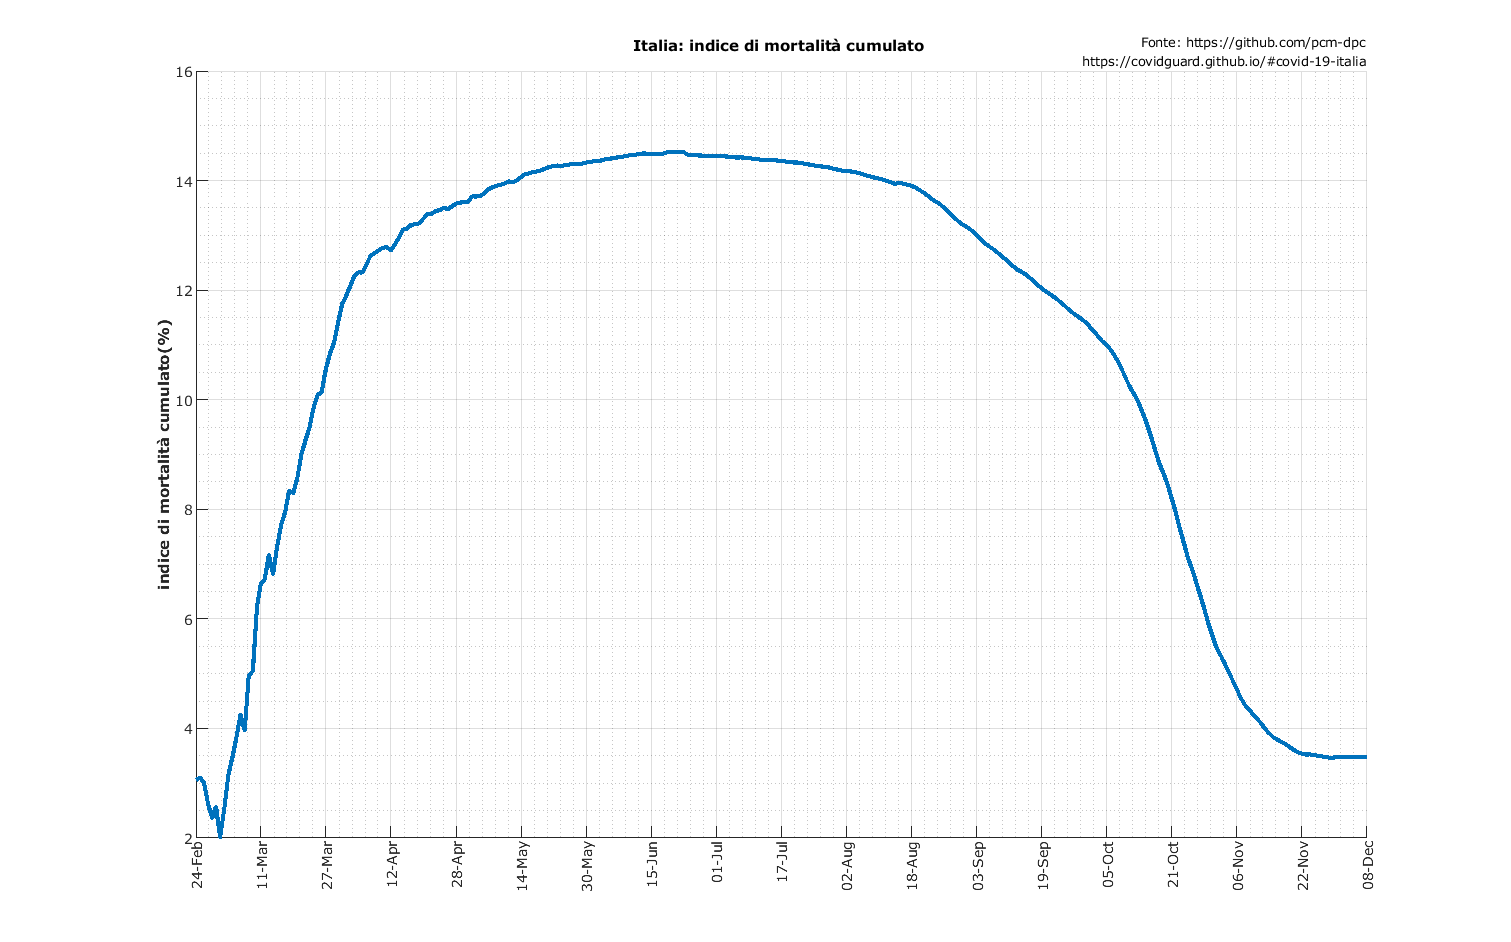 Italia: indice di mortalità cumulato
Fonte: https://github.com/pcm-dpc
https://covidguard.github.io/#covid-19-italia
indice di mortalità cumulato(%)
16
14
12
10
8
6
4
2
24-Feb
11-Mar
27-Mar
12-Apr
28-Apr
14-May
30-May
15-Jun
01-Jul
17-Jul
02-Aug
18-Aug
03-Sep
19-Sep
05-Oct
21-Oct
06-Nov
22-Nov
08-Dec